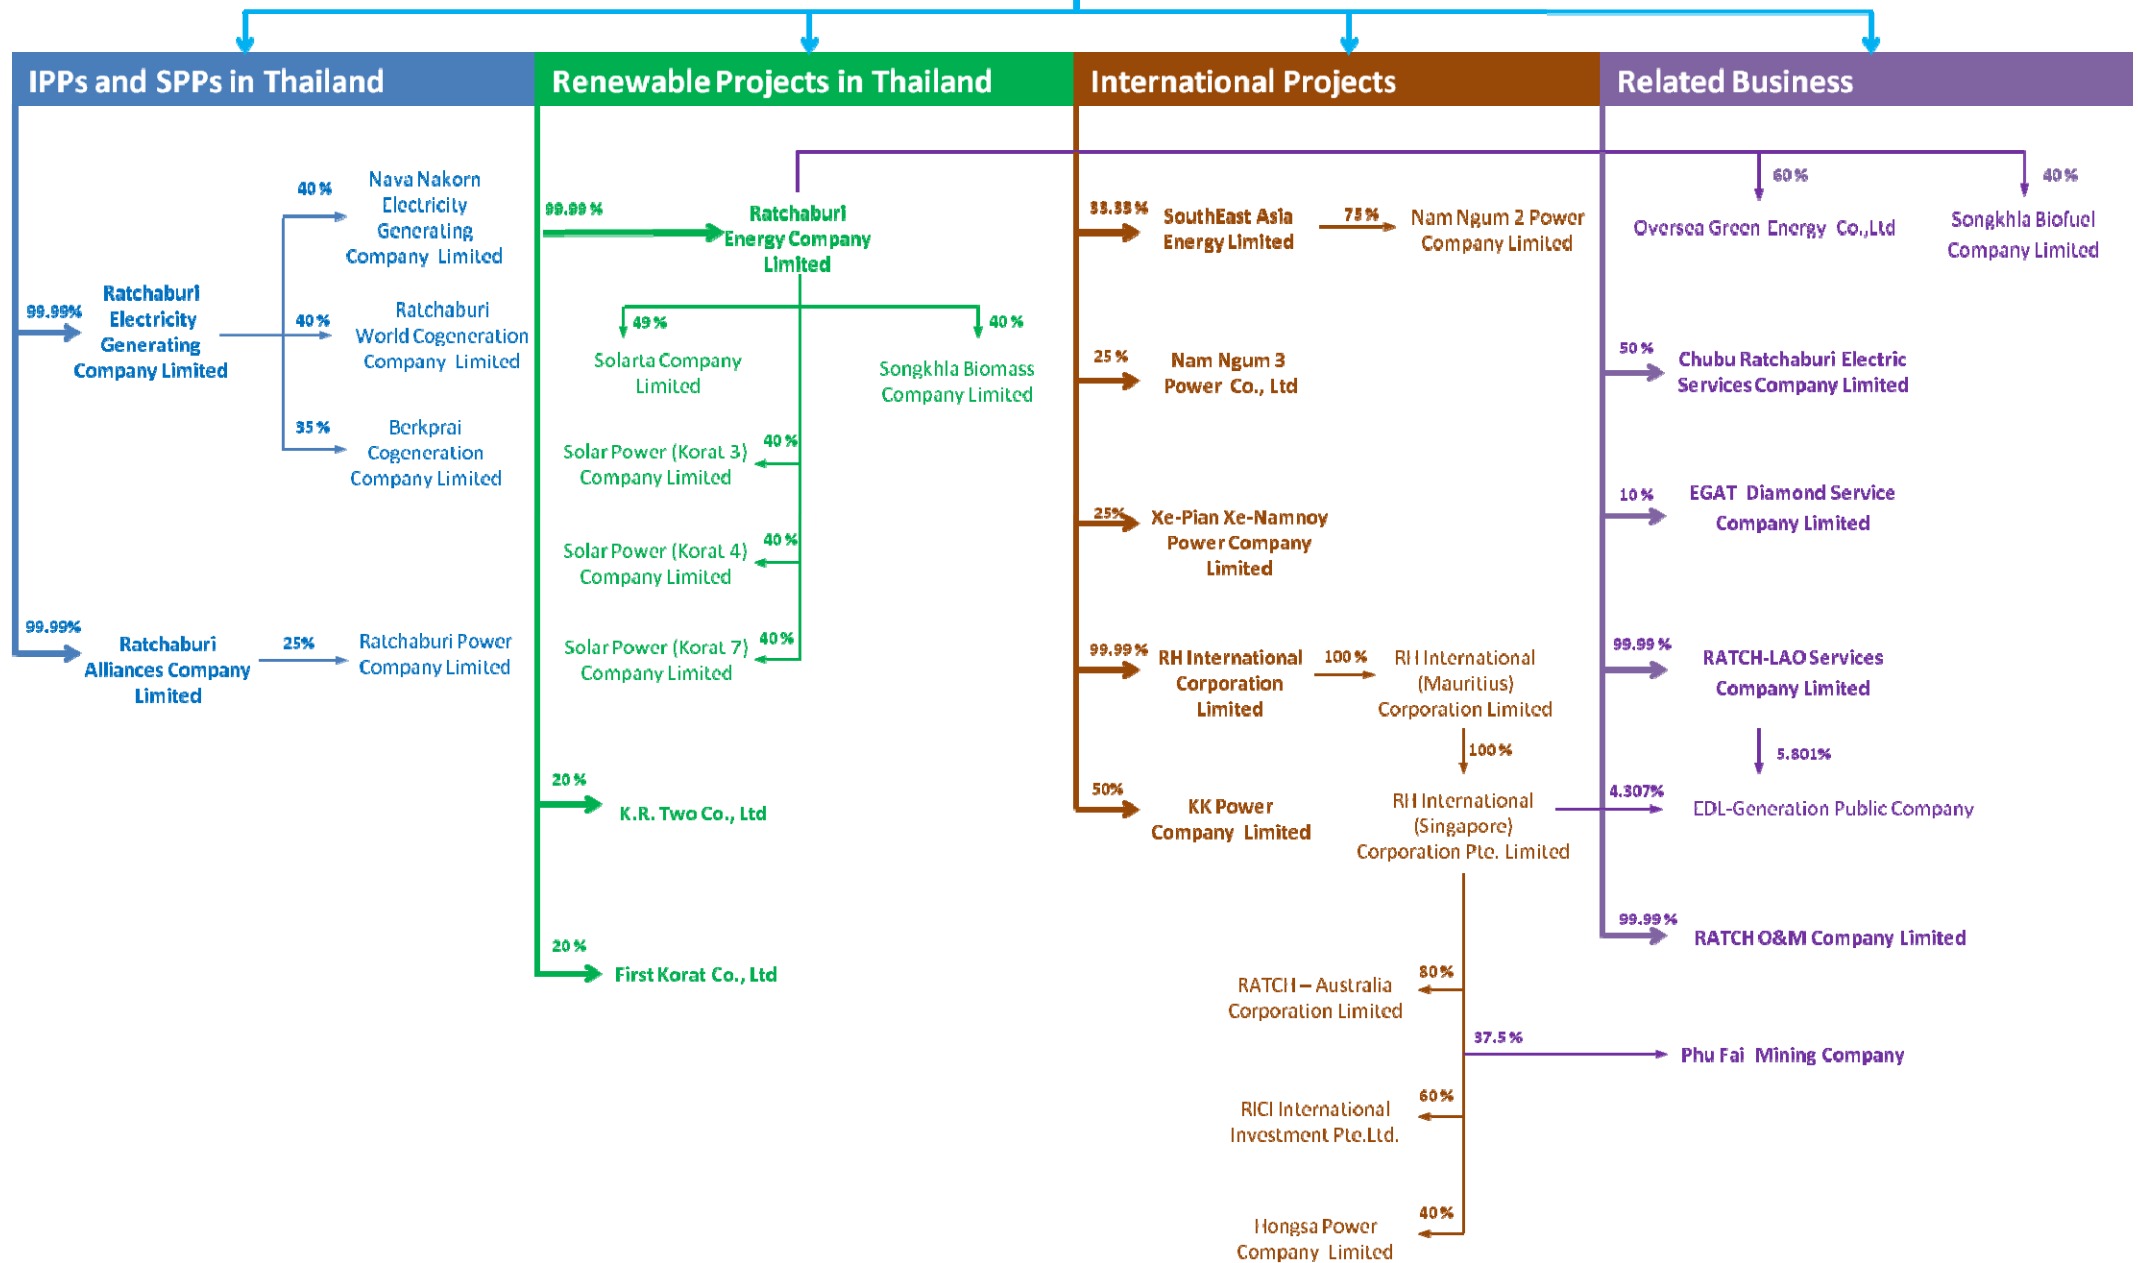 IPPs and SPPs in Thailand
99.99%
Ratchaburi
Electricity
Generating
Company Limited
40%
Nava Nakorn
Electricity
Generating
Company Limited
40%
Ratchaburi
World Cogeneration
Company Limited
35%
Berkprai
Cogeneration
Company Limited
99.99%
Ratchaburi
Alliances Company
Limited
25%
Ratchaburi Power
Company Limited
Renewable Projects in Thailand
99.99%
Ratchaburi
Energy Company
Limited
49%
Solarta Company
Limited
40%
Songkhla Biomass
Company Limited
40%
Solar Power (Korat 3)
Company Limited
40%
Solar Power (Korat 4)
Company Limited
40%
Solar Power (Korat 7)
Company Limited
20%
K.R. Two Co., Ltd
20%
First Korat Co., Ltd
International Projects
33.33%
SouthEast Asia
Energy Limited
75%
Nam Ngum 2 Power
Company Limited
25%
Nam Ngum 3
Power Co., Ltd
25%
Xe-Pian Xe-Namnoy
Power Company
Limited
99.99%
RH International
Corporation
Limited
100%
RH International
(Mauritius)
Corporation Limited
100%
50%
KK Power
Company Limited
RH International
(Singapore)
Corporation Pte. Limited
80%
RATCH – Australia
Corporation Limited
37.5%
Phu Fai Mining Company
60%
RICI International
Investment Pte.Ltd.
40%
Hongsa Power
Company Limited
Related Business
60%
Oversea Green Energy Co.,Ltd
40%
Songkhla Biofuel
Company Limited
50%
Chubu Ratchaburi Electric
Services Company Limited
10%
EGAT Diamond Service
Company Limited
99.99%
RATCH-LAO Services
Company Limited
5.801%
4.307%
EDL-Generation Public Company
99.99%
RATCH O&M Company Limited